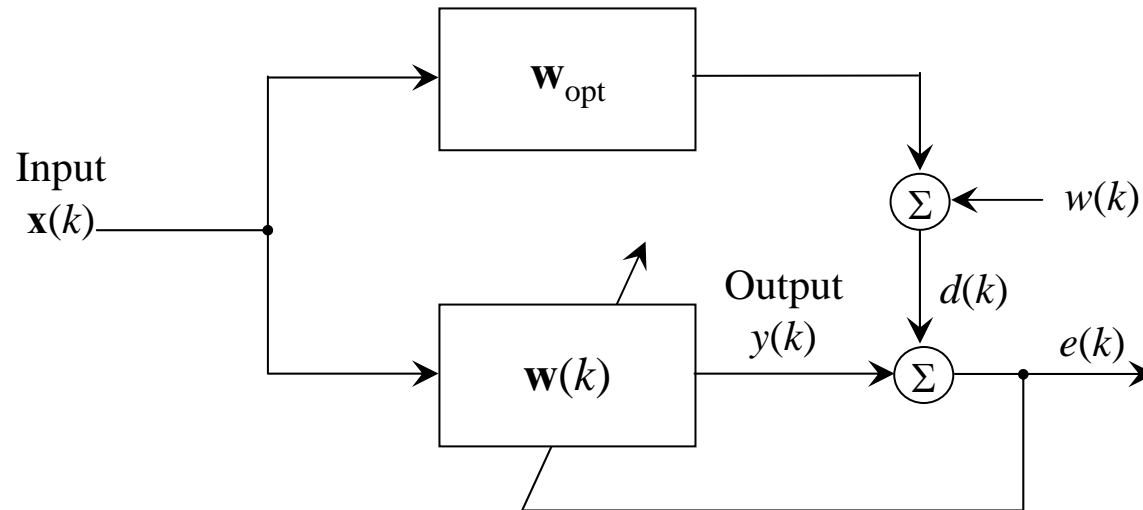 w_opt
Input
x(k)
Σ
w(k)
Output
d(k)
y(k)
e(k)
w(k)
Σ